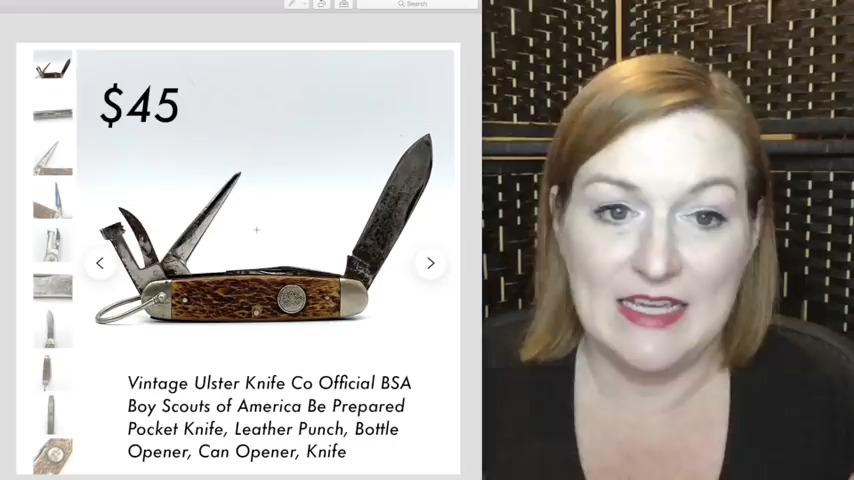 Search
$45
Vintage Ulster Knife Co Official BSA
Boy Scouts of America Be Prepared
Pocket Knife, Leather Punch, Bottle
Opener, Can Opener, Knife